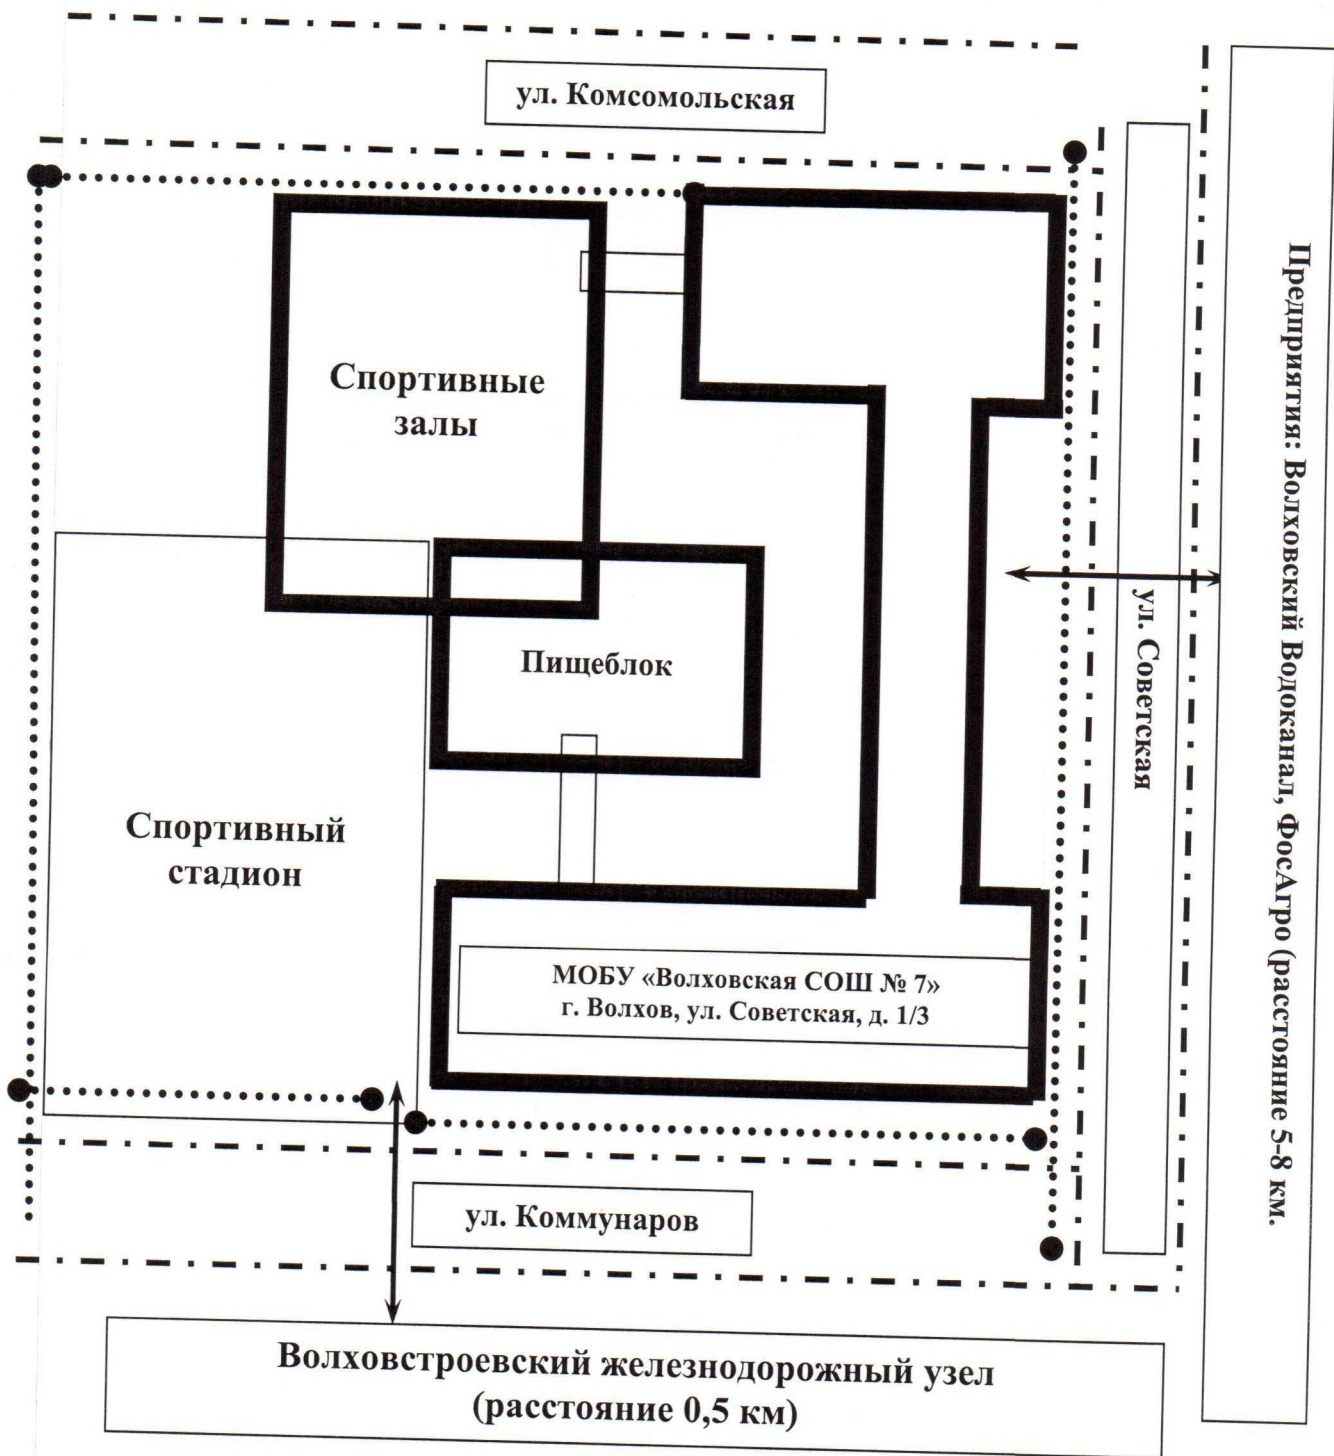 ул. Комсомольская
Спортивные
залы
Пищеблок
Спортивный
стадион
МОБУ «Волховская СОШ № 7»
г. Волхов, ул. Советская, д. 1/3
ул. Советская
Предприятия: Волховский Водоканал, ФосАгро (расстояние 5-8 км.
ул. Коммунаров
Волховстроевский железнодорожный узел
(расстояние 0,5 км)